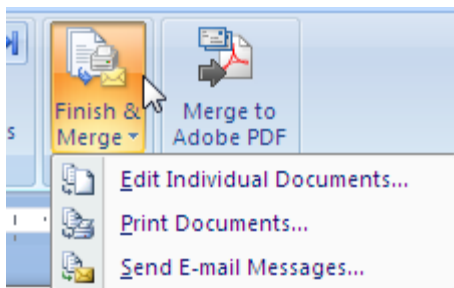 Finish &
Merge
Merge to
Adobe PDF
s
Edit Individual Documents...
Print Documents...
Send E-mail Messages...